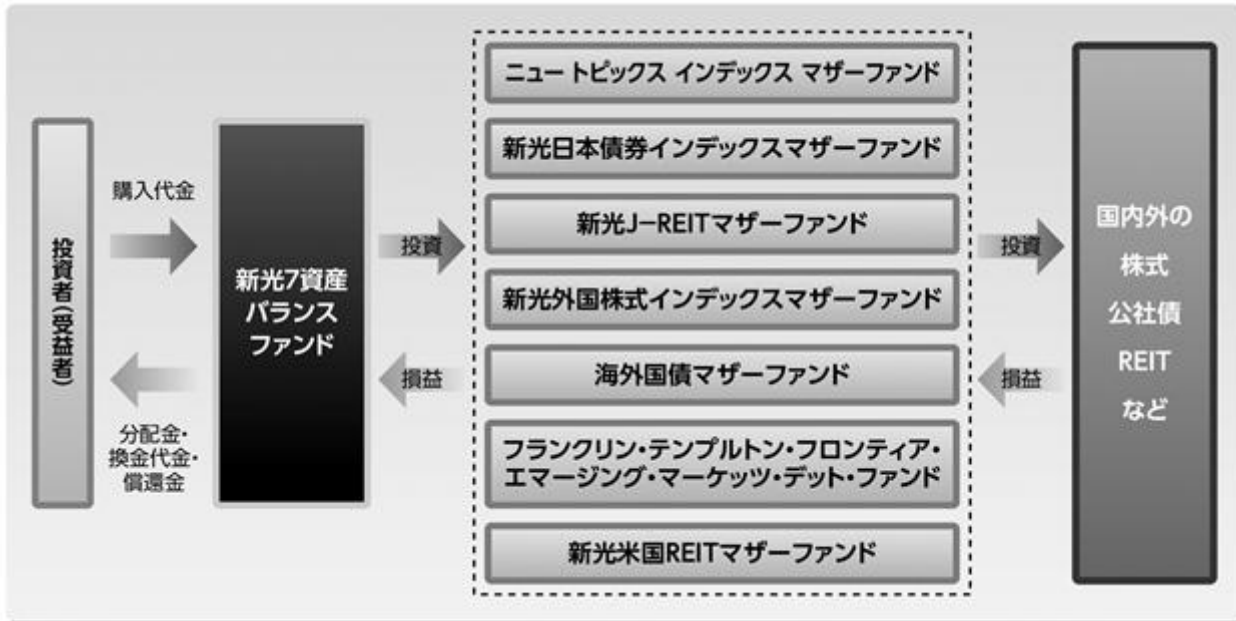 投資者(受益者)
購入代金
分配金・
換金代金・
償還金
新光7資産
バランス
ファンド
投資
損益
ニュー トピックス インデックス マザーファンド
新光日本債券インデックスマザーファンド
新光J-REITマザーファンド
新光外国株式インデックスマザーファンド
海外国債マザーファンド
フランクリン・テンプルトン・フロンティア・
エマージング・マーケッツ・デット・ファンド
新光米国REITマザーファンド
投資
損益
国内外の
株式
公社債
REIT
など